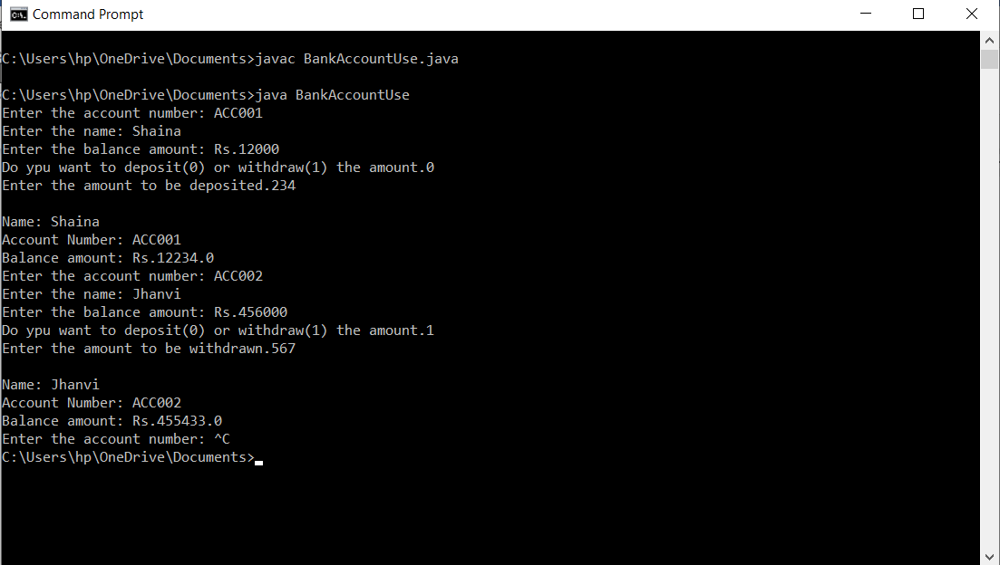 Command Prompt
C:\Users\hp\OneDrive\Documents>javac BankAccountUse.java
C:\Users\hp\OneDrive\Documents>java BankAccountUse
Enter the account number: ACC001
Enter the name: Shaina
Enter the balance amount: Rs.12000
Do ypu want to deposit(0) or withdraw(1) the amount.0
Enter the amount to be deposited.234
Name: Shaina
Account Number: ACC001
Balance amount: Rs.12234.0
Enter the account number: ACC002
Enter the name: Jhanvi
Enter the balance amount: Rs.456000
Do ypu want to deposit(0) or withdraw(1) the amount.1
Enter the amount to be withdrawn.567
Name: Jhanvi
Account Number: ACC002
Balance amount: Rs.455433.0
Enter the account number: ^C
C:\Users\hp\OneDrive\Documents>